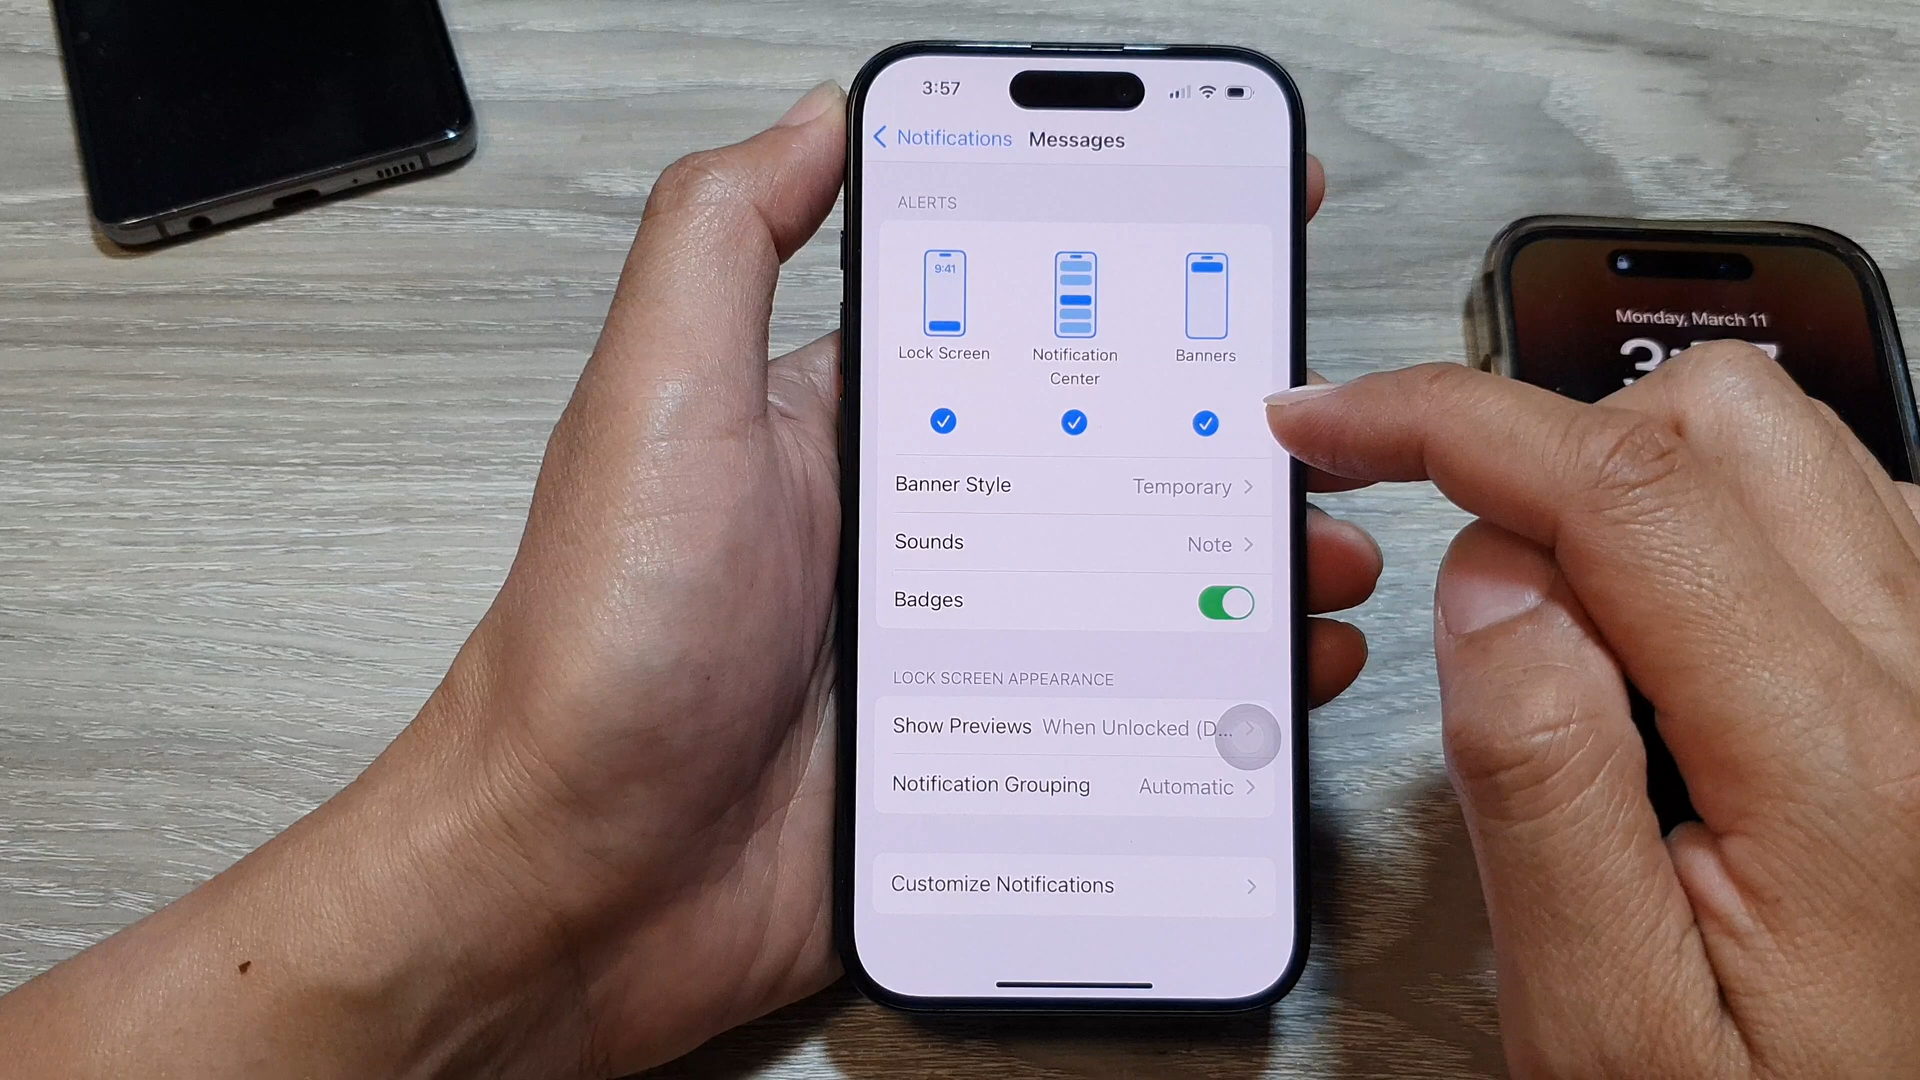 3:57
Notifications Messages
ALERTS
9:41
Lock Screen
Notification
Center
Banners
Banner Style Temporary
Sounds Note
Badges
LOCK SCREEN APPEARANCE
Show Previews When Unlocked (D...
Notification Grouping Automatic
Customize Notifications
Monday, March 11